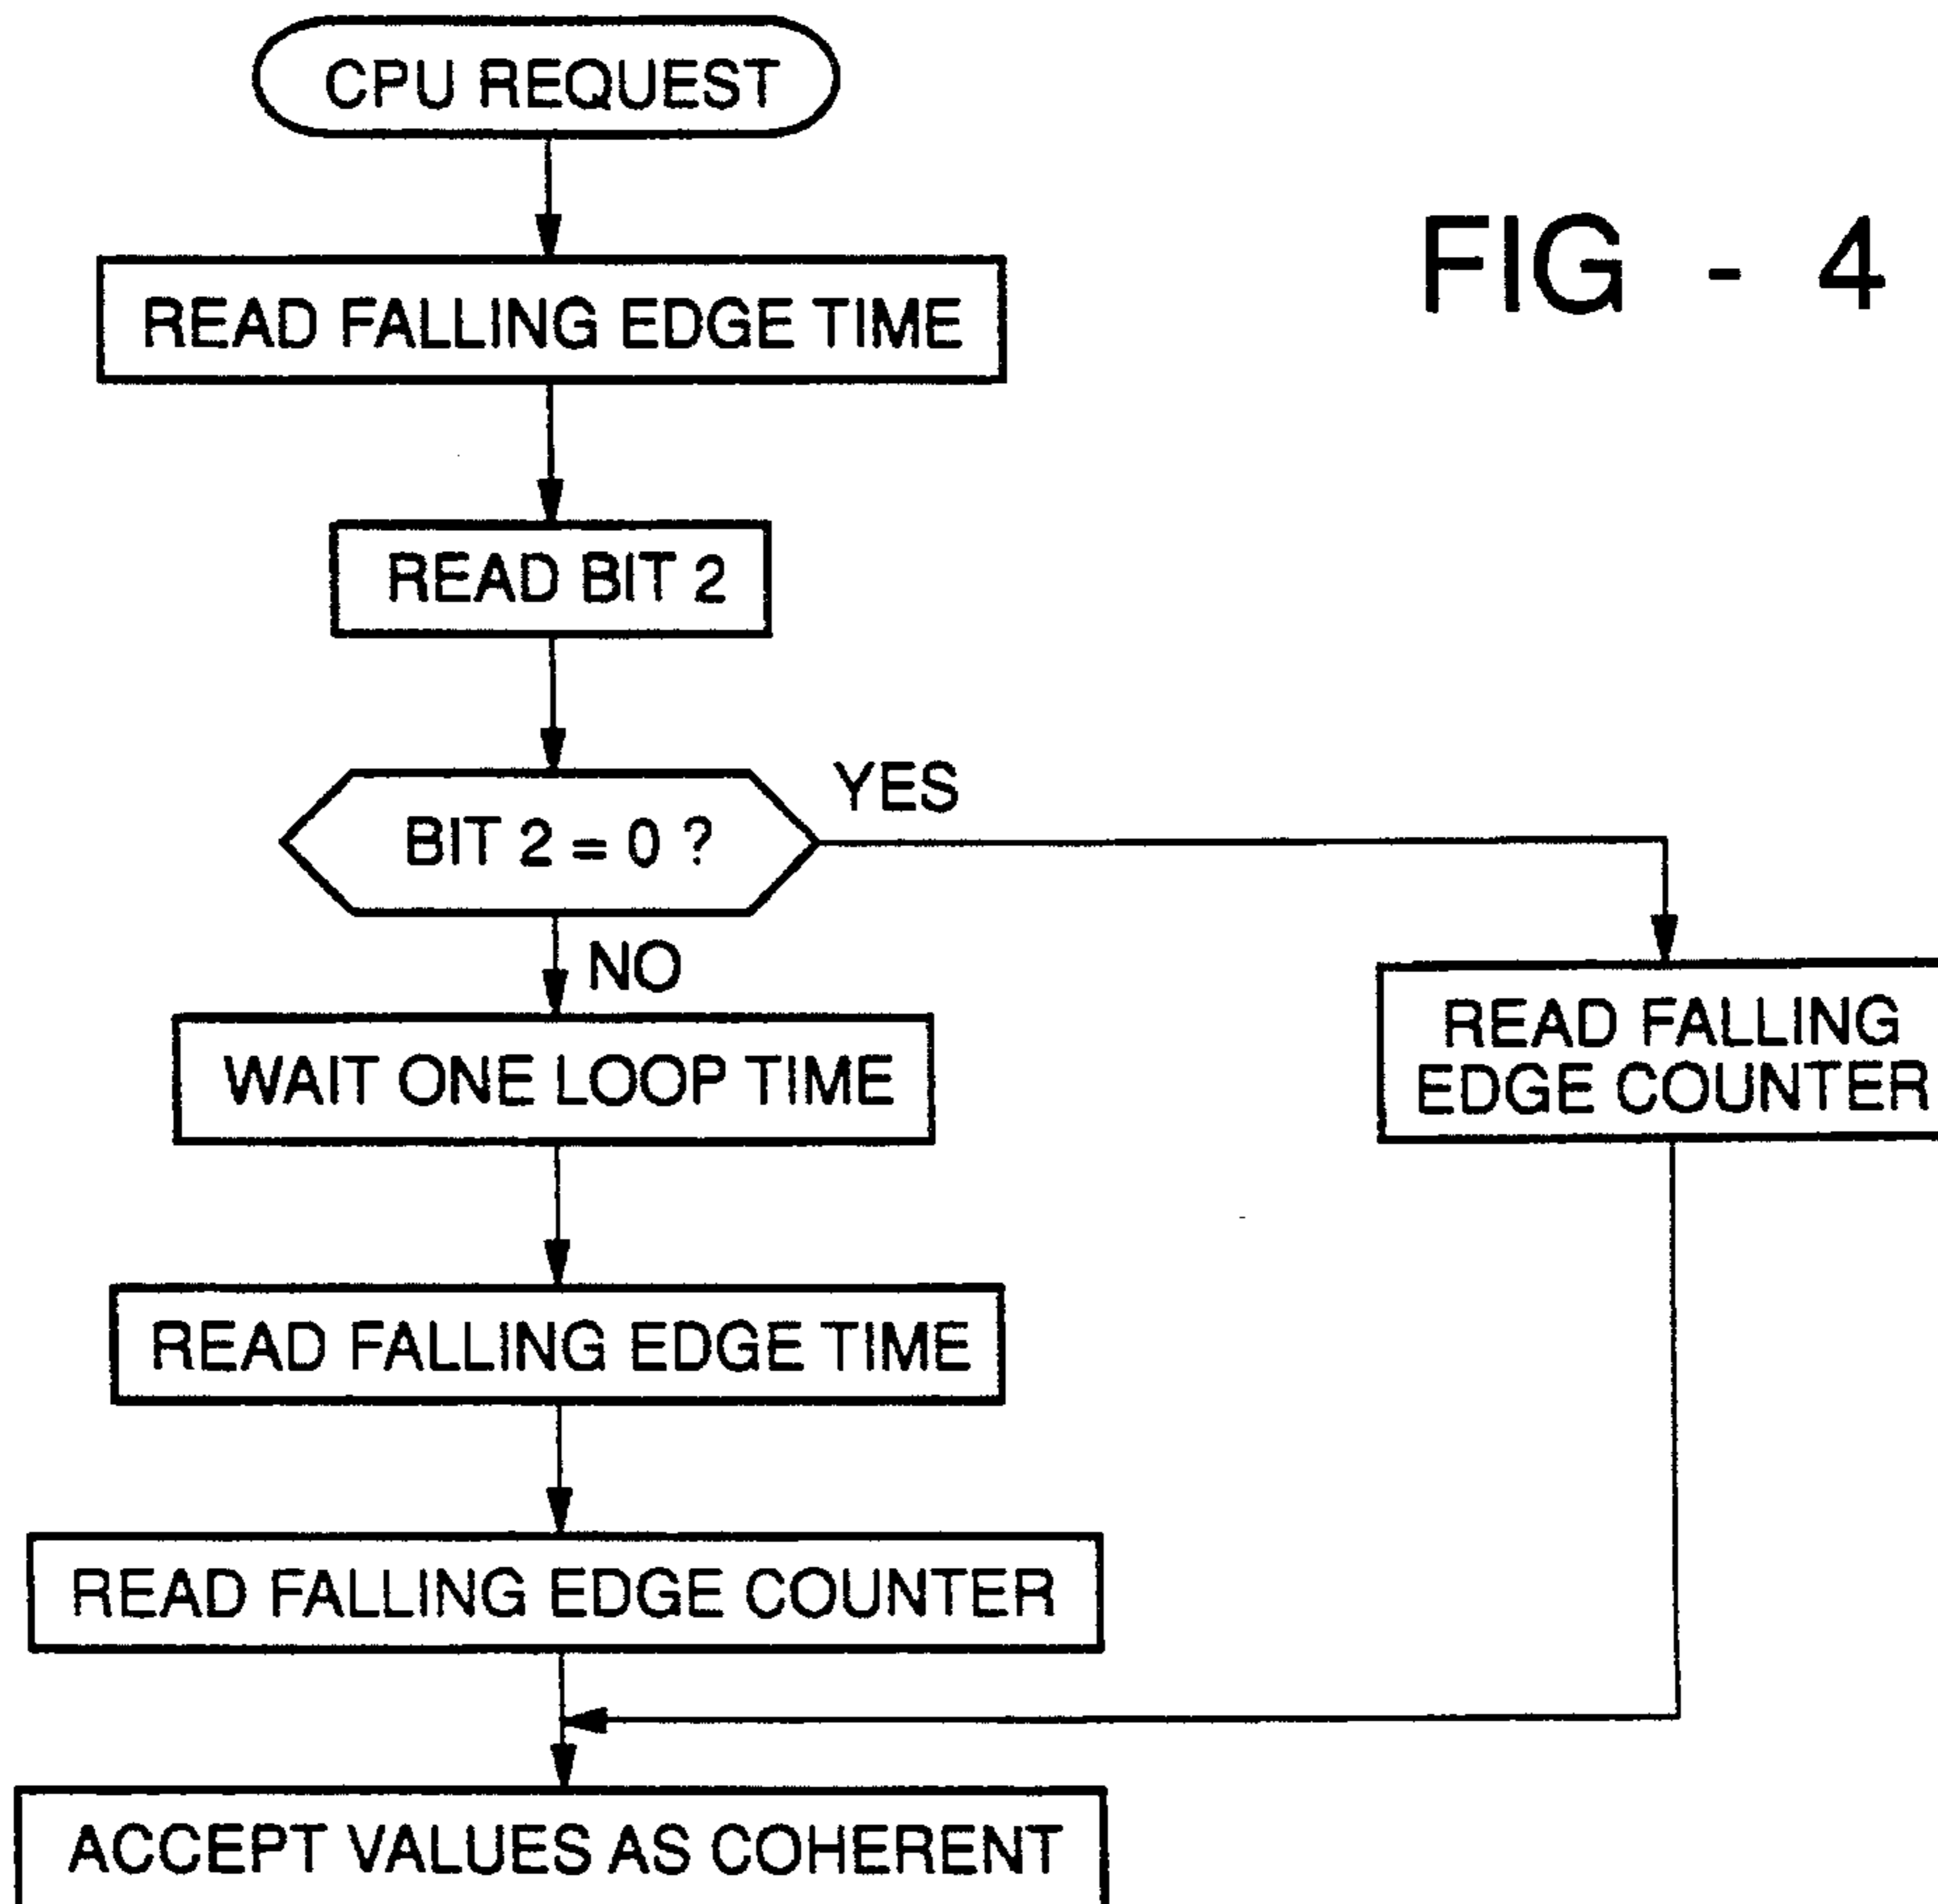 CPU REQUEST
FIG - 4
READ FALLING EDGE TIME
READ BIT 2
BIT 2 = 0 ?
YES
NO
WAIT ONE LOOP TIME
READ FALLING
EDGE COUNTER
READ FALLING EDGE TIME
READ FALLING EDGE COUNTER
ACCEPT VALUES AS COHERENT